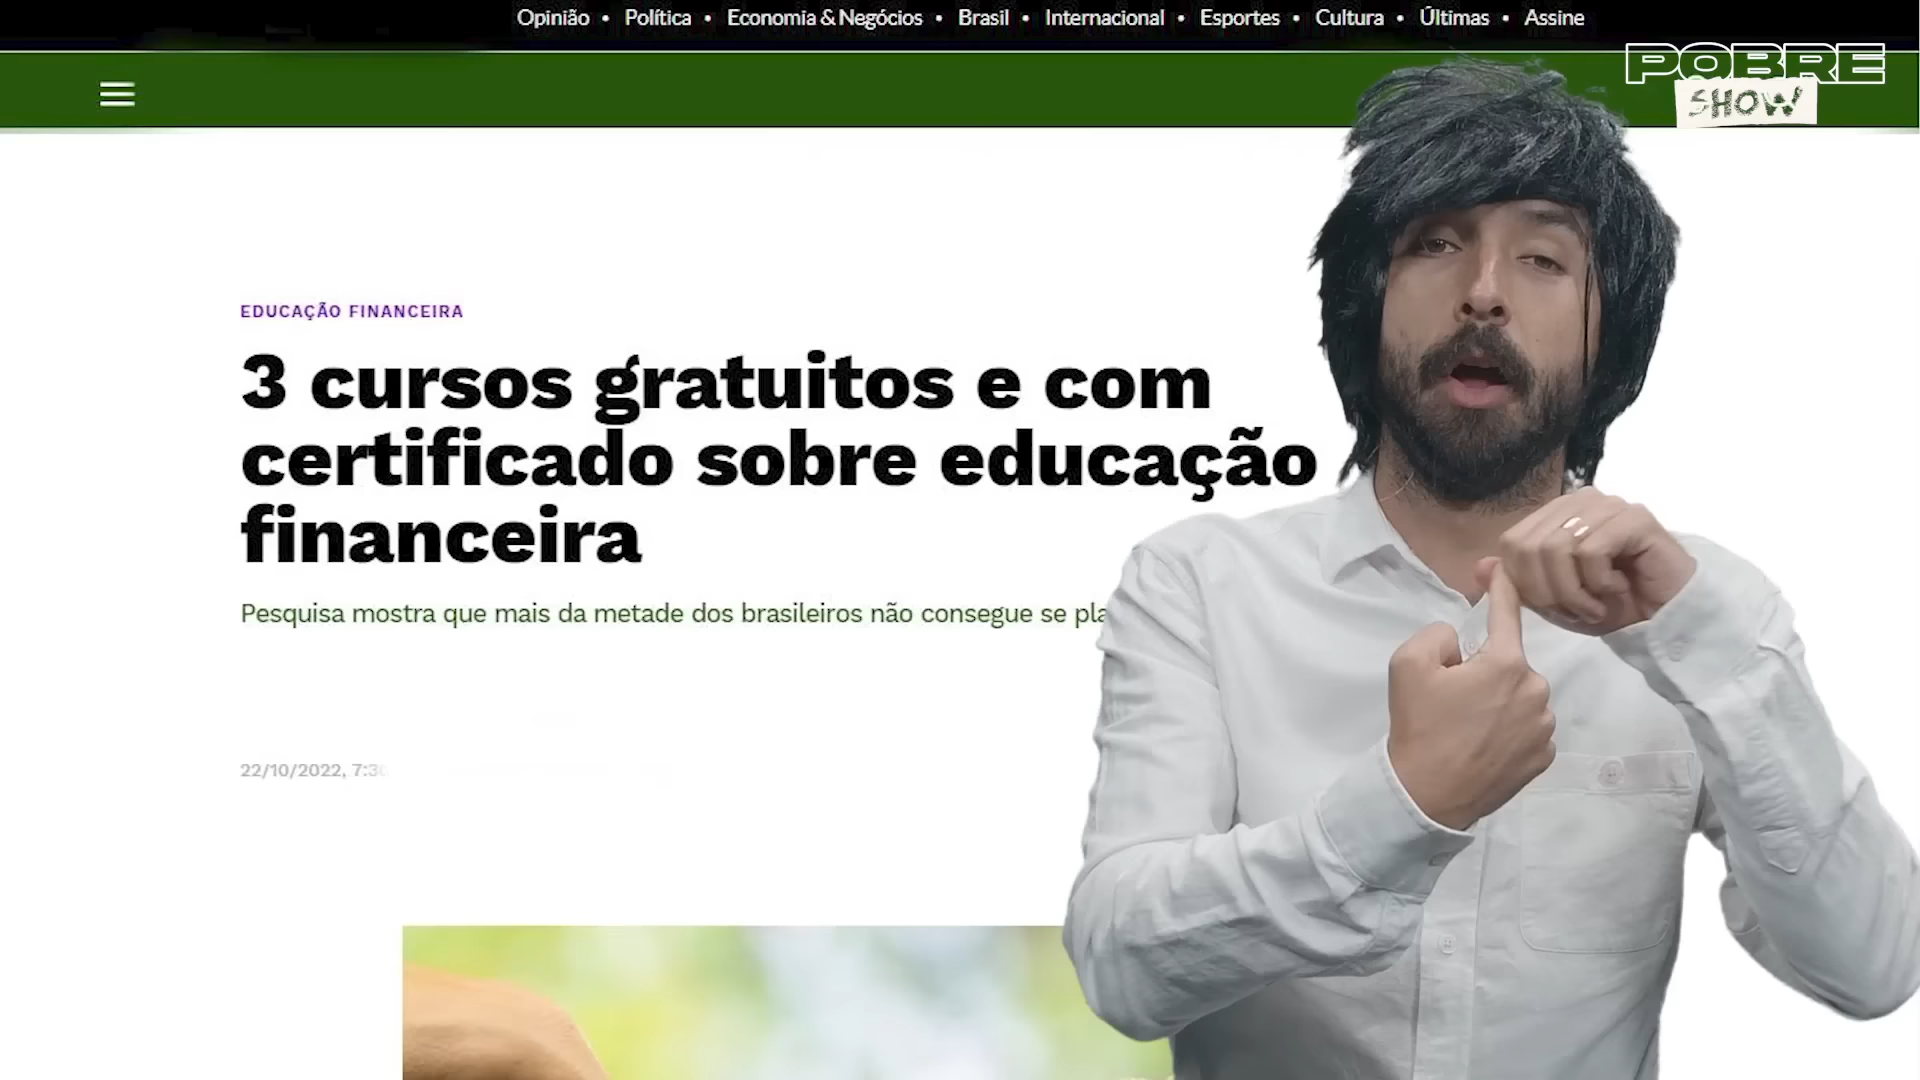 Opinião • Política • Economia & Negócios • Brasil • Internacional • Esportes • Cultura • Últimas • Assine
POBRE
SHOW
EDUCAÇÃO FINANCEIRA
3 cursos gratuitos e com
certificado sobre educação
financeira
Pesquisa mostra que mais da metade dos brasileiros não consegue se pla
22/10/2022, 7:30